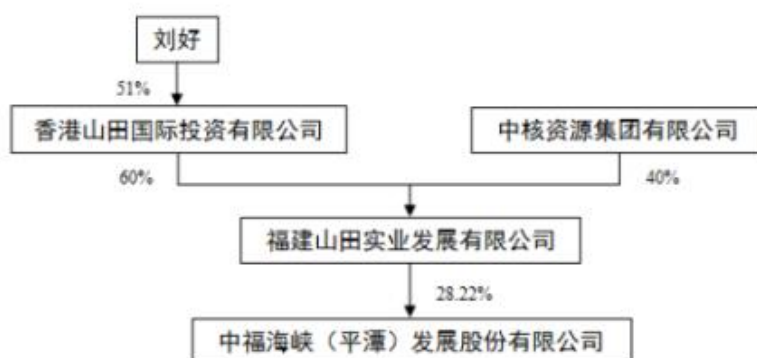 刘好
51%
香港山田国际投资有限公司
中核资源集团有限公司
60%
40%
福建山田实业发展有限公司
28.22%
中福海峡（平潭）发展股份有限公司